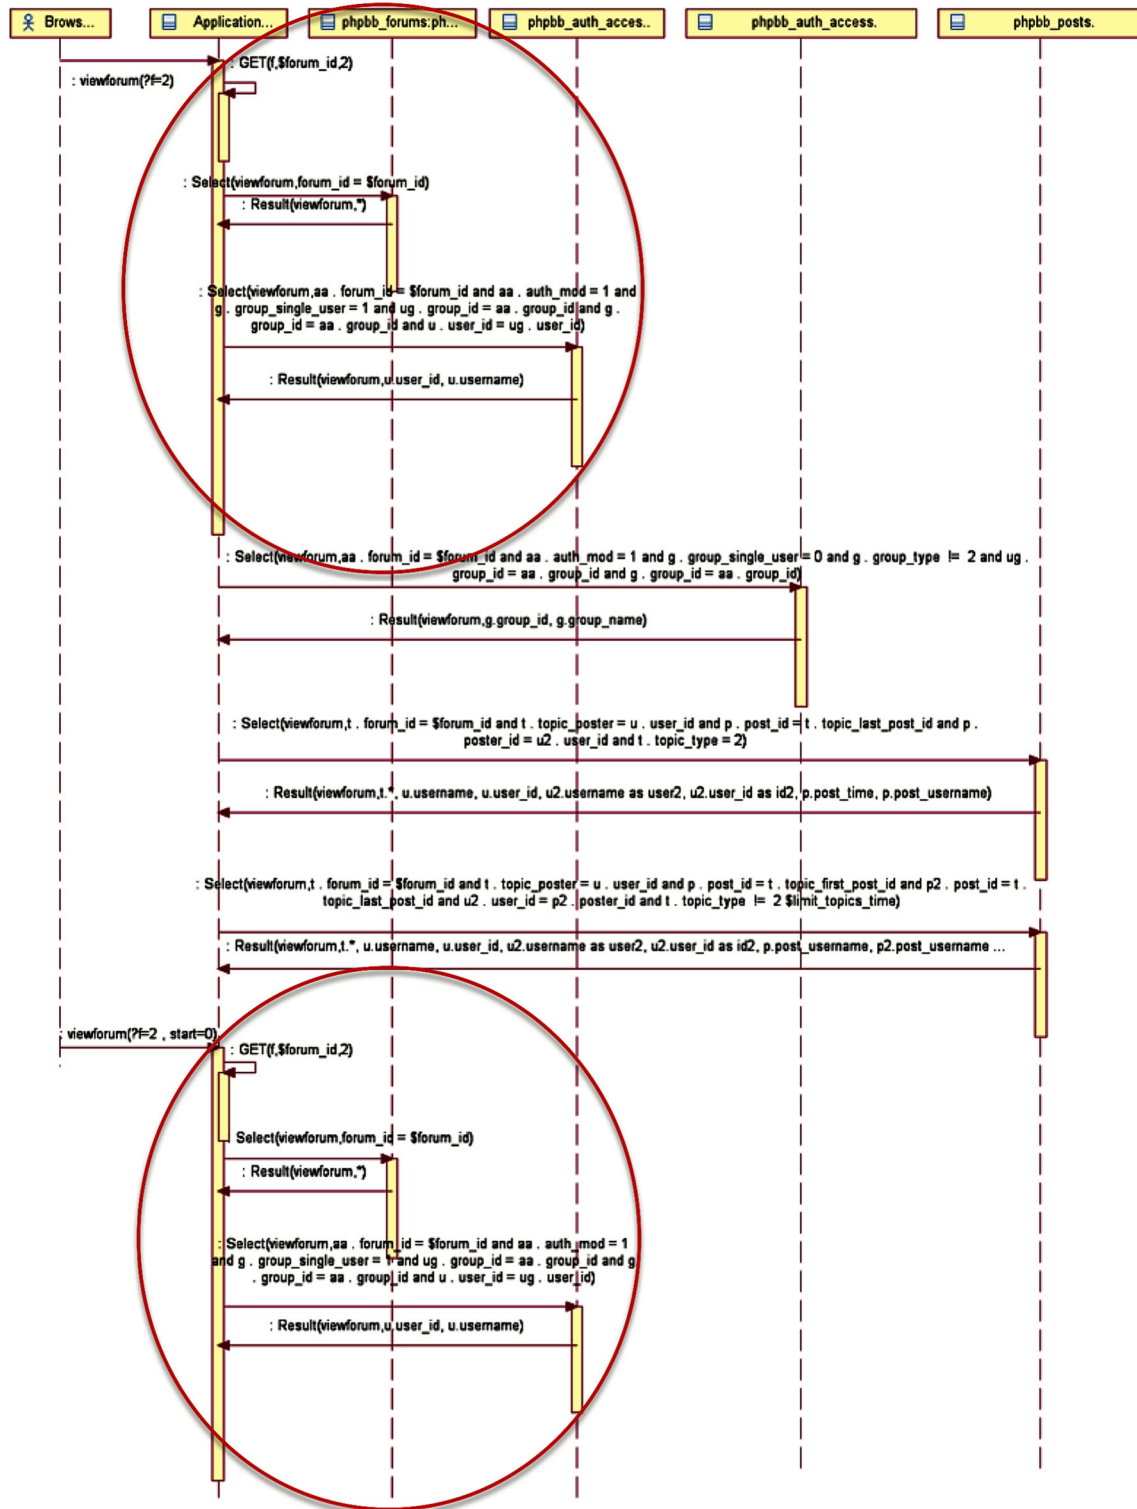 Brows...
Application...
phpbb_forums:ph...
phpbb_auth_acces..
phpbb_auth_access.
phpbb_posts.
: GET(f,$forum_id,2)
: viewforum(?f=2)
: Select(viewforum,forum_id = $forum_id)
: Result(viewforum,*)
: Select(viewforum,aa . forum_id = $forum_id and aa . auth_mod = 1 and
g . group_single_user = 1 and ug . group_id = aa . group_id and g .
group_id = aa . group_id and u . user_id = ug . user_id)
: Result(viewforum,u.user_id, u.username)
: Select(viewforum,aa . forum_id = $forum_id and aa . auth_mod = 1 and g . group_single_user = 0 and g . group_type != 2 and ug .
group_id = aa . group_id and g . group_id = aa . group_id)
: Result(viewforum,g.group_id, g.group_name)
: Select(viewforum,t . forum_id = $forum_id and t . topic_poster = u . user_id and p . post_id = t . topic_last_post_id and p .
poster_id = u2 . user_id and t . topic_type = 2)
: Result(viewforum,t.*, u.username, u.user_id, u2.username as user2, u2.user_id as id2, p.post_time, p.post_username)
: Select(viewforum,t . forum_id = $forum_id and t . topic_poster = u . user_id and p . post_id = t . topic_first_post_id and p2 . post_id = t .
topic_last_post_id and u2 . user_id = p2 . poster_id and t . topic_type != 2 $limit_topics_time)
: Result(viewforum,t.*, u.username, u.user_id, u2.username as user2, u2.user_id as id2, p.post_username, p2.post_username ...
: viewforum(?f=2 , start=0)
: GET(f,$forum_id,2)
Select(viewforum,forum_id = $forum_id)
: Result(viewforum,*)
: Select(viewforum,aa . forum_id = $forum_id and aa . auth_mod = 1
and g . group_single_user = 1 and ug . group_id = aa . group_id and g
. group_id = aa . group_id and u . user_id = ug . user_id)
: Result(viewforum,u.user_id, u.username)